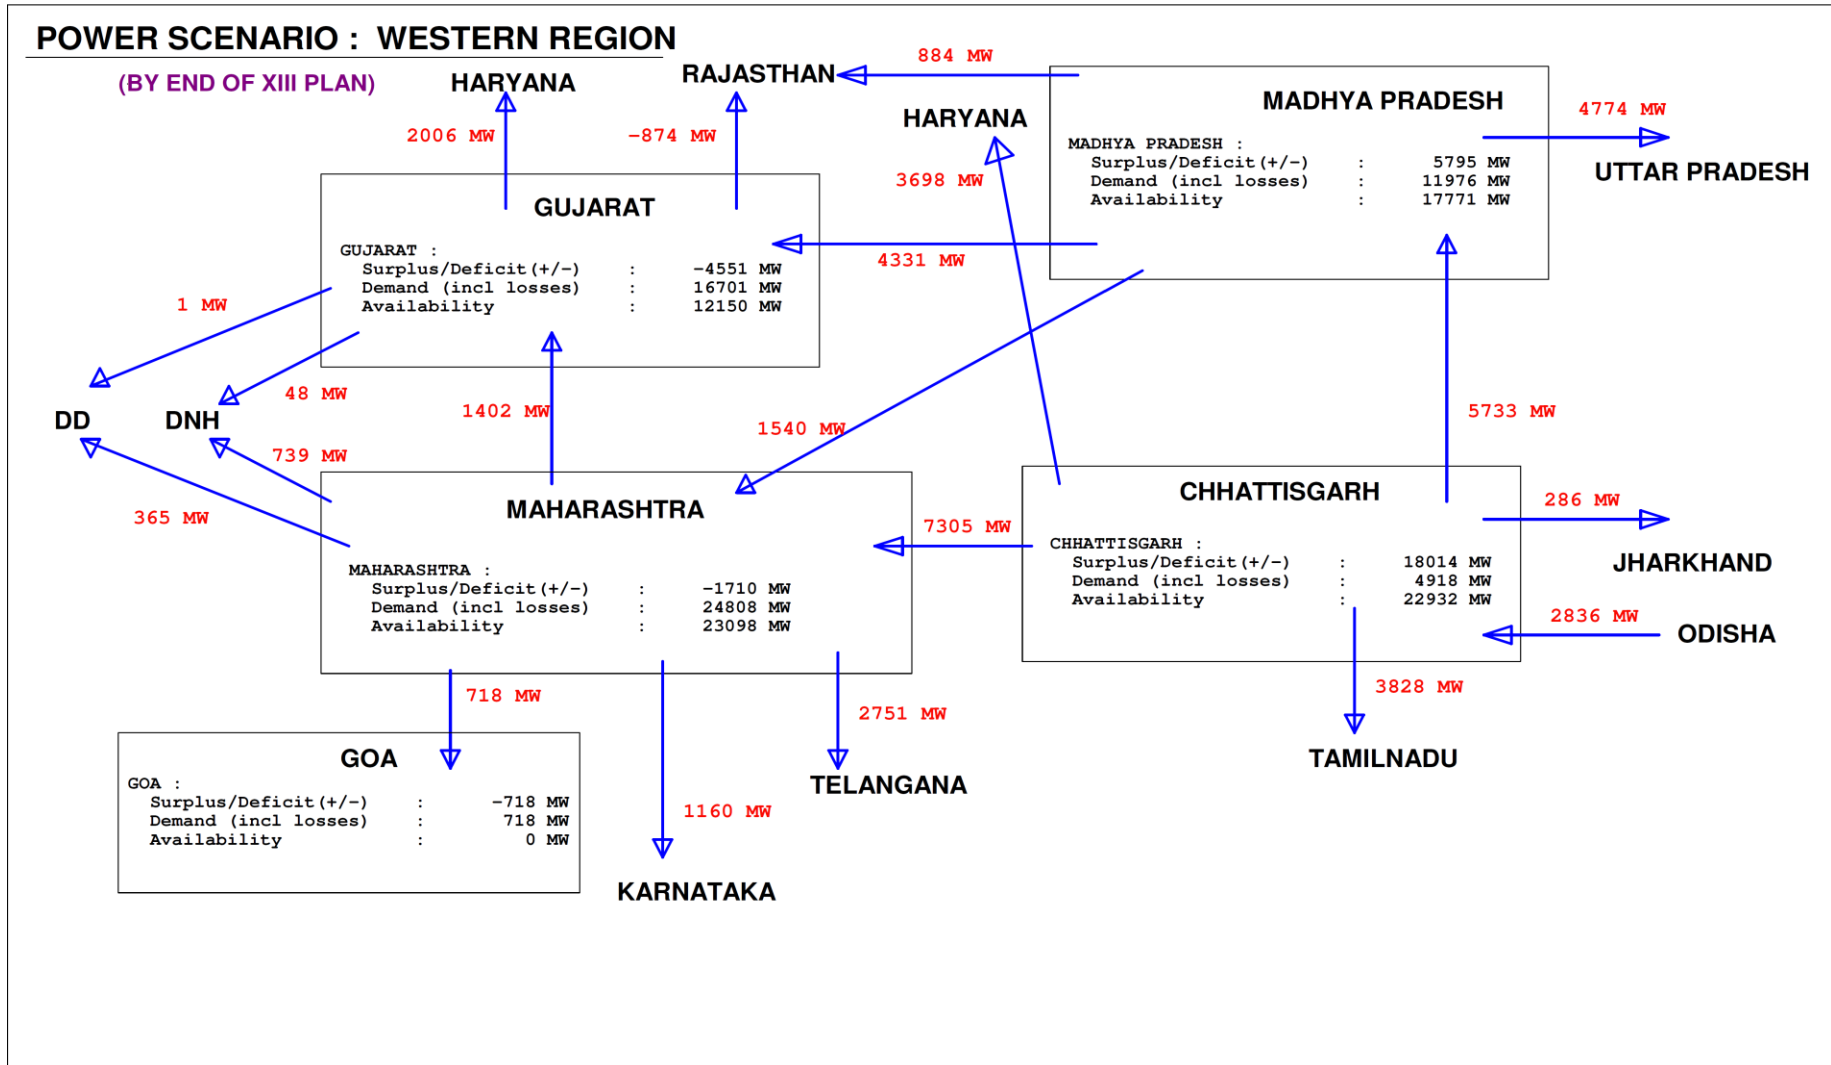 POWER SCENARIO : WESTERN REGION
(BY END OF XIII PLAN)
HARYANA
RAJASTHAN
884 MW
HARYANA
2006 MW
-874 MW
3698 MW
MADHYA PRADESH
MADHYA PRADESH :
Surplus/Deficit(+/-) : 5795 MW
Demand (incl losses) : 11976 MW
Availability : 17771 MW
4774 MW
UTTAR PRADESH
GUJARAT
GUJARAT :
Surplus/Deficit(+/-) : -4551 MW
Demand (incl losses) : 16701 MW
Availability : 12150 MW
4331 MW
1 MW
48 MW
DD
DNH
1402 MW
1540 MW
5733 MW
739 MW
365 MW
MAHARASHTRA
MAHARASHTRA :
Surplus/Deficit(+/-) : -1710 MW
Demand (incl losses) : 24808 MW
Availability : 23098 MW
7305 MW
CHHATTISGARH
CHHATTISGARH :
Surplus/Deficit(+/-) : 18014 MW
Demand (incl losses) : 4918 MW
Availability : 22932 MW
286 MW
JHARKHAND
2836 MW
ODISHA
718 MW
2751 MW
3828 MW
GOA
GOA :
Surplus/Deficit(+/-) : -718 MW
Demand (incl losses) : 718 MW
Availability : 0 MW
TELANGANA
TAMILNADU
1160 MW
KARNATAKA